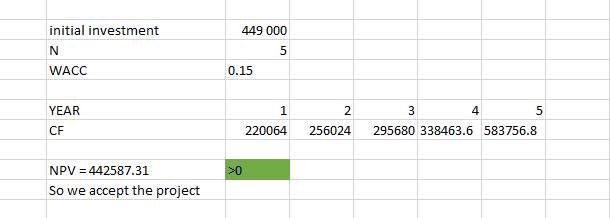 initial investment 449 000
N 5
WACC 0.15
YEAR 1 2 3 4 5
CF 220064 256024 295680 338463.6 583756.8
NPV = 442587.31 >0
So we accept the project